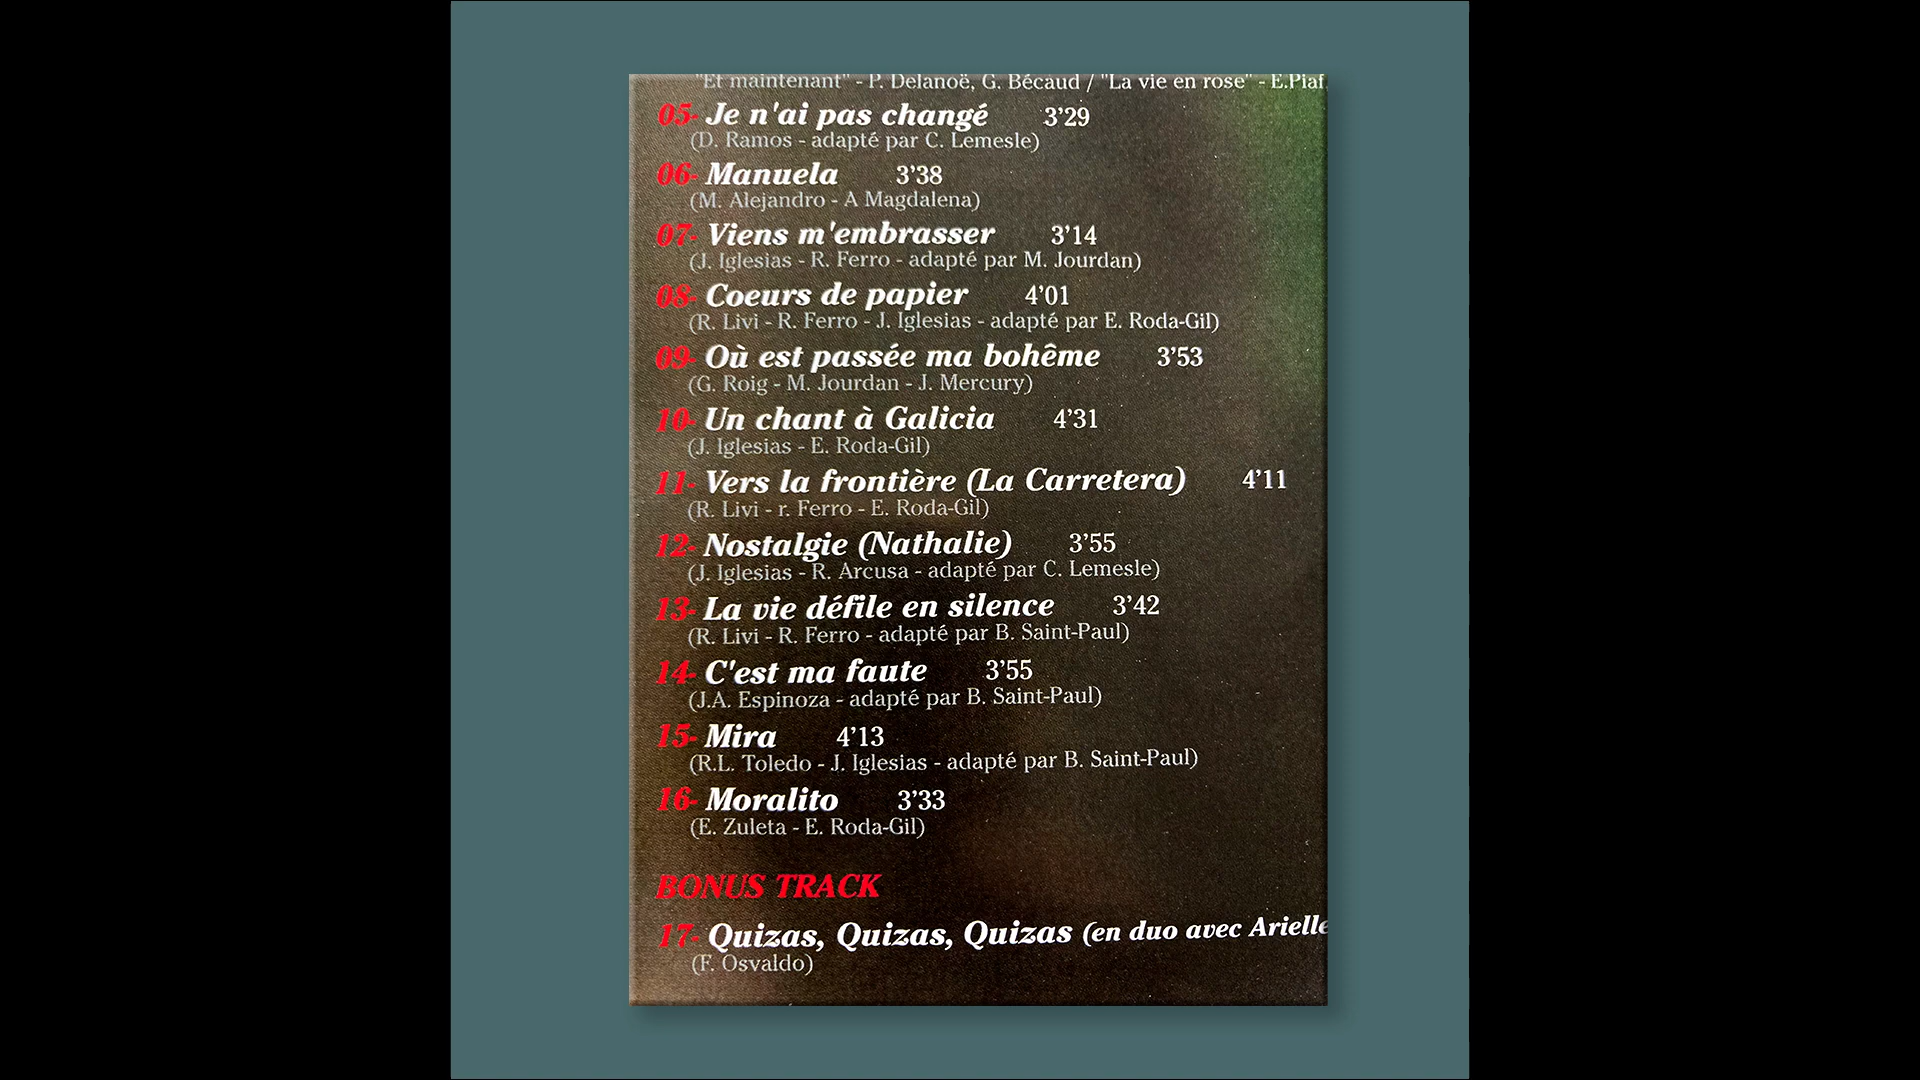 "Et maintenant" - P. Delanoë, G. Bécaud / "La vie en rose" - E.Piaf,
05- Je n'ai pas changé 3'29
(D. Ramos - adapté par C. Lemesle)
06- Manuela 3'38
(M. Alejandro - A Magdalena)
07- Viens m'embrasser 3'14
(J. Iglesias - R. Ferro - adapté par M. Jourdan)
08- Coeurs de papier 4'01
(R. Livi - R. Ferro - J. Iglesias - adapté par E. Roda-Gil)
09- Où est passée ma bohême 3'53
(G. Roig - M. Jourdan - J. Mercury)
10- Un chant à Galicia 4'31
(J. Iglesias - E. Roda-Gil)
11- Vers la frontière (La Carretera) 4'11
(R. Livi - r. Ferro - E. Roda-Gil)
12- Nostalgie (Nathalie) 3'55
(J. Iglesias - R. Arcusa - adapté par C. Lemesle)
13- La vie défile en silence 3'42
(R. Livi - R. Ferro - adapté par B. Saint-Paul)
14- C'est ma faute 3'55
(J.A. Espinoza - adapté par B. Saint-Paul)
15- Mira 4'13
(R.L. Toledo - J. Iglesias - adapté par B. Saint-Paul)
16- Moralito 3'33
(E. Zuleta - E. Roda-Gil)
BONUS TRACK
17- Quizas, Quizas, Quizas (en duo avec Arielle
(F. Osvaldo)